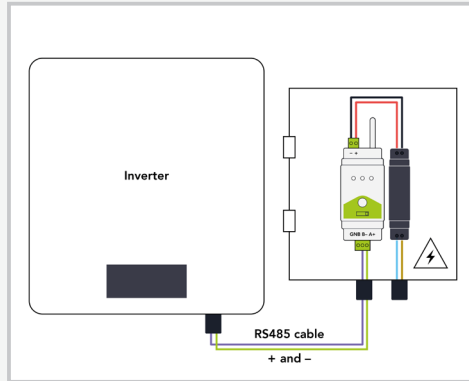 Inverter
– +
GNB B– A+
RS485 cable
+ and –